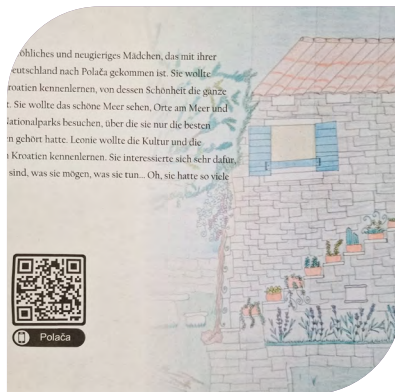 öhliches und neugieriges Mädchen, das mit ihrer
eutschland nach Polača gekommen ist. Sie wollte
roatien kennenlernen, von dessen Schönheit die ganze
t. Sie wollte das schöne Meer sehen, Orte am Meer und
Nationalparks besuchen, über die sie nur die besten
en gehört hatte. Leonie wollte die Kultur und die
Kroatien kennenlernen. Sie interessierte sich sehr dafür,
sind, was sie mögen, was sie tun... Oh, sie hatte so viele
Polača